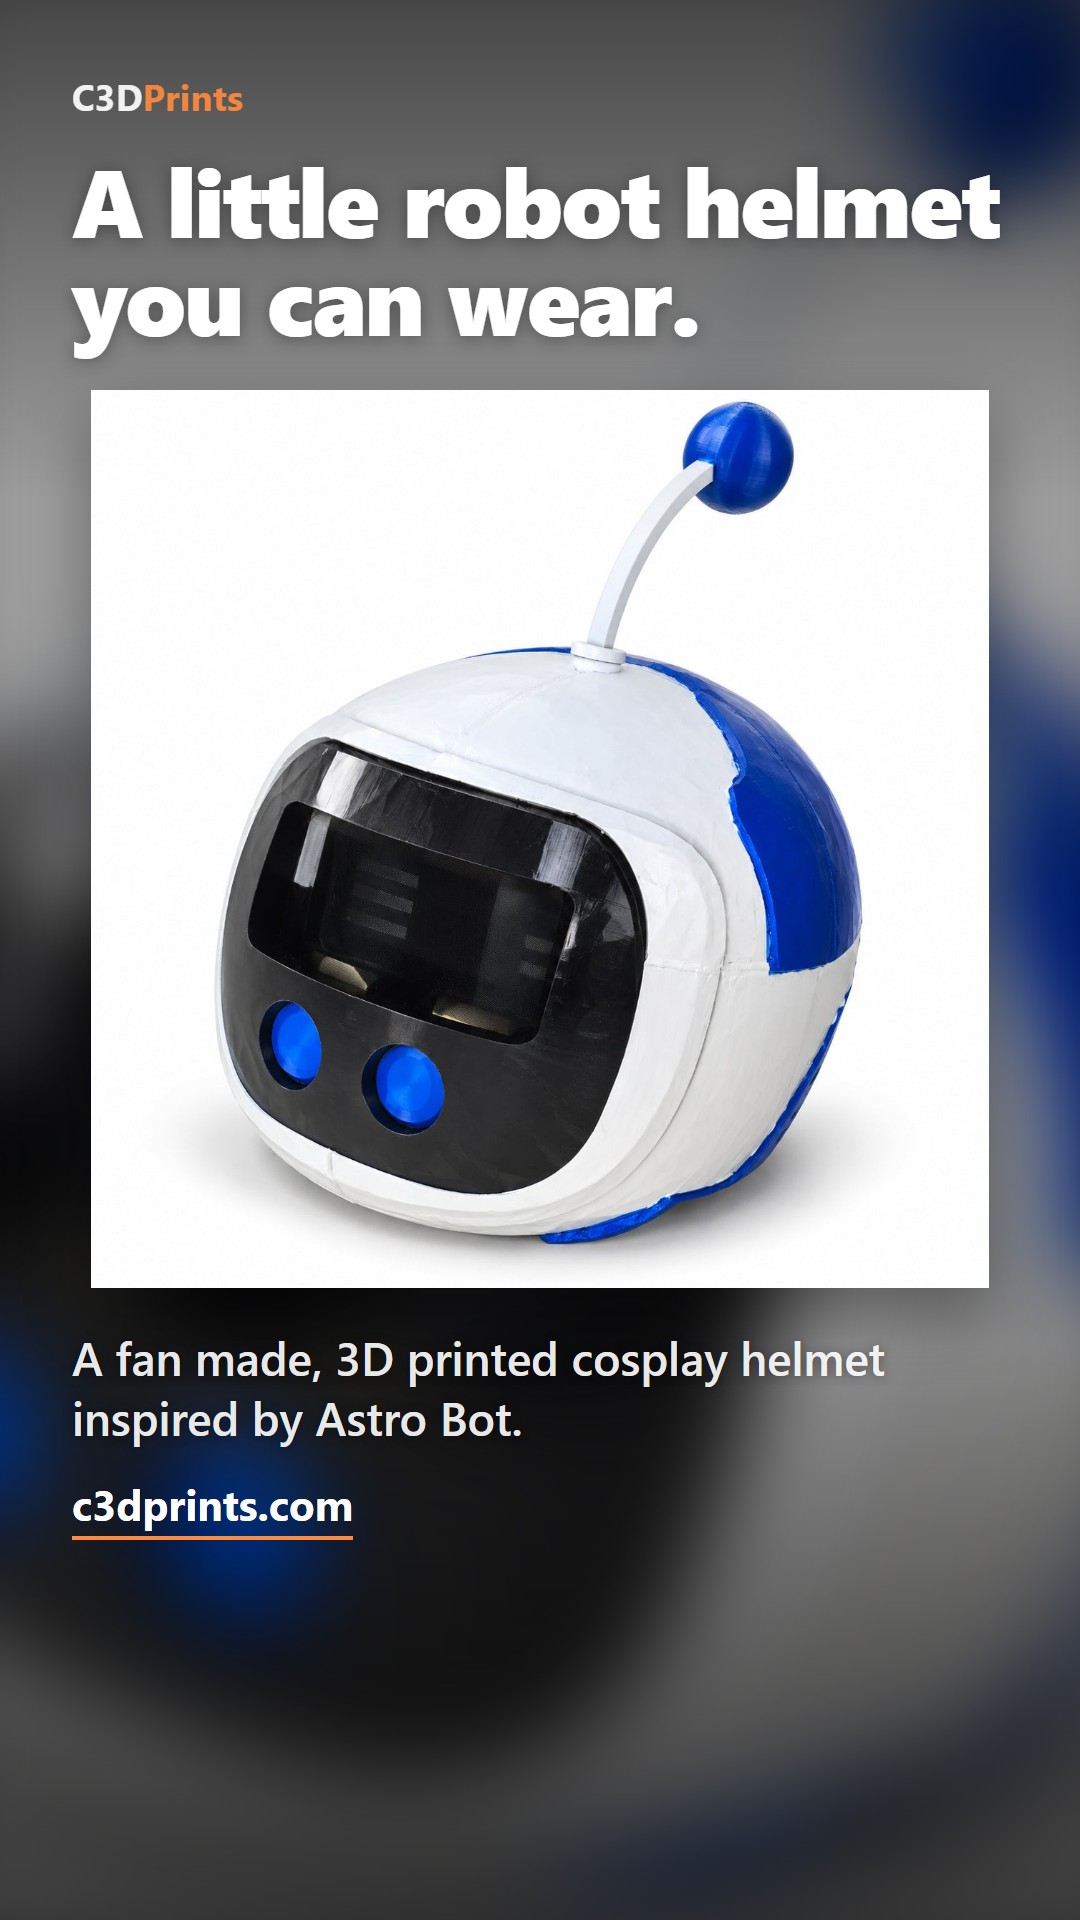 C3DPrints
A little robot helmet
you can wear.
A fan made, 3D printed cosplay helmet
inspired by Astro Bot.
c3dprints.com